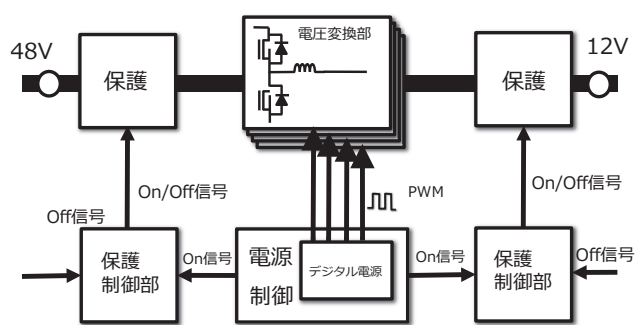 電圧変換部
48V
12V
保護
保護
On/Off信号
PWM
On/Off信号
Off信号
保護
制御部
On信号
電源
制御
デジタル電源
On信号
保護
制御部
Off信号